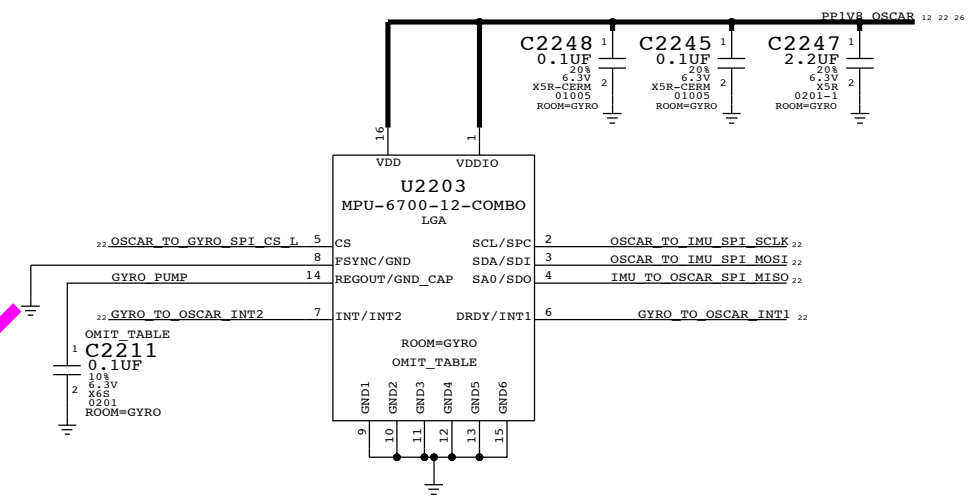 PP1V8_OSCAR 12 22 26
C2248 1
0.1UF
20%
6.3V
X5R-CERM 2
01005
ROOM=GYRO
C2245 1
0.1UF
20%
6.3V
X5R-CERM 2
01005
ROOM=GYRO
C2247 1
2.2UF
20%
6.3V
X5R 2
0201-1
ROOM=GYRO
16 1
VDD VDDIO
U2203
MPU-6700-12-COMBO
LGA
22 OSCAR_TO_GYRO_SPI_CS_L 5 CS SCL/SPC 2 OSCAR_TO_IMU_SPI_SCLK 22
8 FSYNC/GND SDA/SDI 3 OSCAR_TO_IMU_SPI_MOSI 22
GYRO_PUMP 14 REGOUT/GND_CAP SA0/SDO 4 IMU_TO_OSCAR_SPI_MISO 22
22 GYRO_TO_OSCAR_INT2 7 INT/INT2 DRDY/INT1 6 GYRO_TO_OSCAR_INT1 22
OMIT_TABLE
1 C2211
0.1UF
10%
2 6.3V
X6S
0201
ROOM=GYRO
ROOM=GYRO
OMIT_TABLE
GND1 GND2 GND3 GND4 GND5 GND6
9 10 11 12 13 15